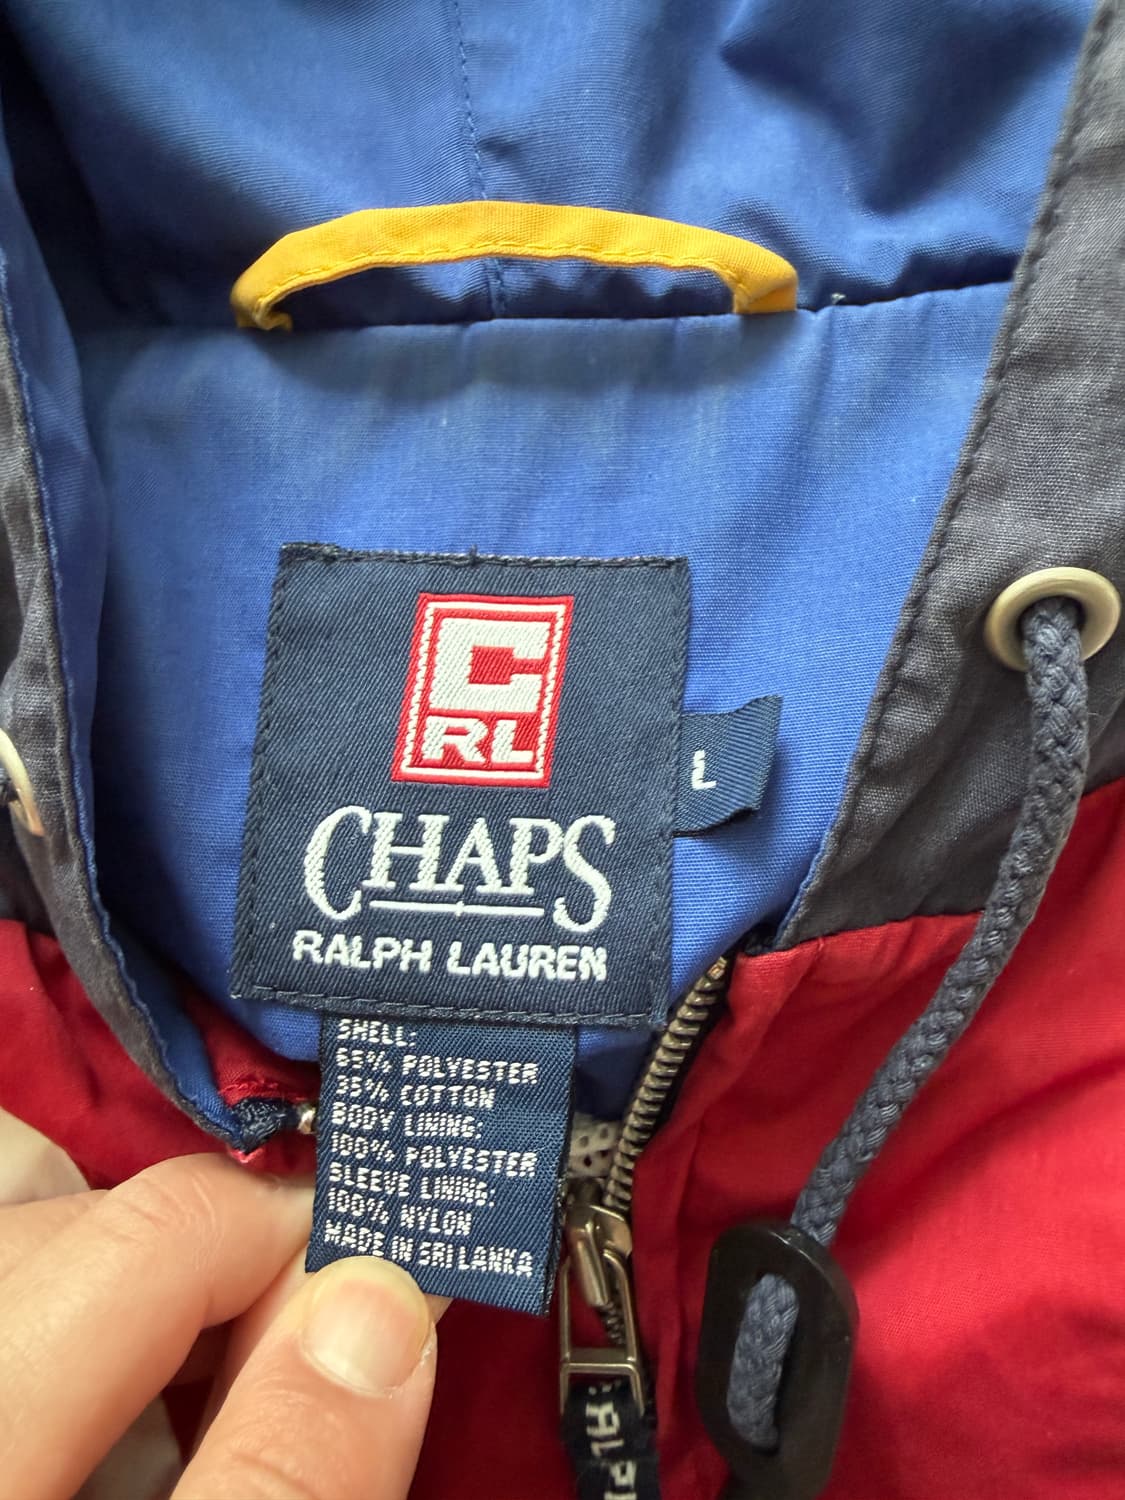 C
RL
CHAPS
RALPH LAUREN
L
SHELL:
65% POLYESTER
35% COTTON
BODY LINING:
100% POLYESTER
SLEEVE LINING:
100% NYLON
MADE IN SRI LANKA